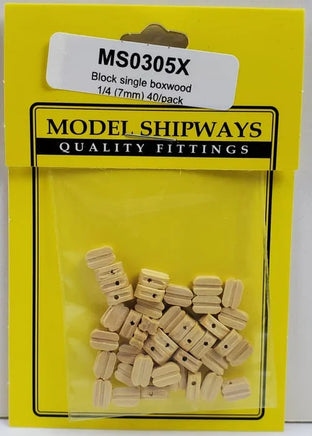 MS0305X
Block single boxwood
1/4 (7mm) 40/pack
MODEL SHIPWAYS
QUALITY FITTINGS